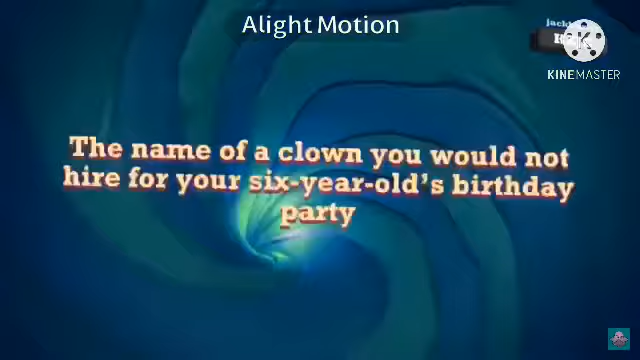 Alight Motion
KINEMASTER
The name of a clown you would not
hire for your six-year-old's birthday
party